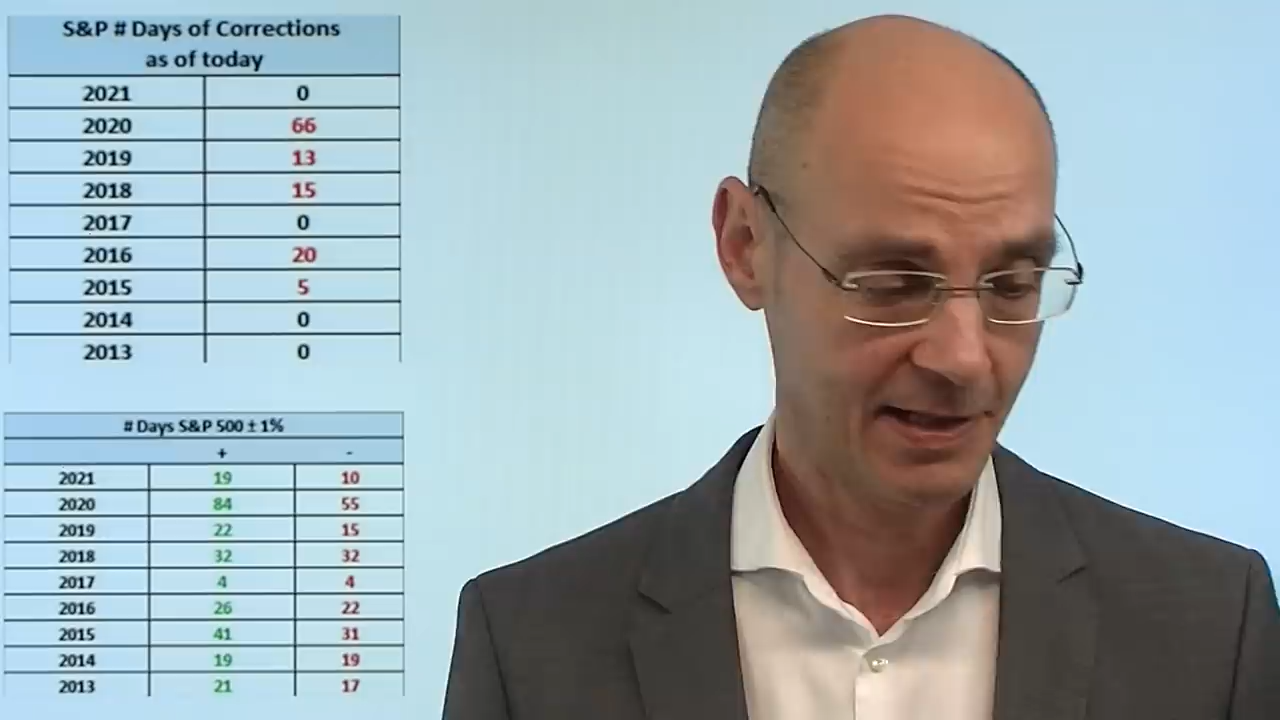 S&P # Days of Corrections
as of today
2021 0
2020 66
2019 13
2018 15
2017 0
2016 20
2015 5
2014 0
2013 0
# Days S&P 500 ± 1%
+ -
2021 19 10
2020 84 55
2019 22 15
2018 32 32
2017 4 4
2016 26 22
2015 41 31
2014 19 19
2013 21 17